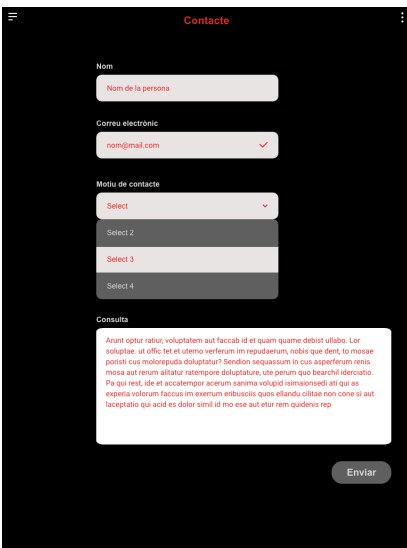 Contacte
Nom
Nom de la persona
Correu electrònic
nom@mail.com
Motiu de contacte
Select
Select 2
Select 3
Select 4
Consulta
Arunt optur ratiur, voluptatem aut faccab id et quam quame debist ullabo. Lor
soluptae. ut offic tet et utemo verferum im repudaerum, nobis que dent, to mosae
poristi cus molorepuda doluptatur? Sendion sequassum in cus asperferum renis
mosa aut rerum alitatur ratempore doluptature, ute perum quo bearchil iderciatio.
Pa qui rest, ide et accatempor acerum sanima volupid isimaionsedi ati qui as
experia volorum faccus im exerrum eribusciis quos ellandu cilitae non cone si aut
laceptatio qui acid es dolor simil id mo ese aut etur rem quidenis rep
Enviar